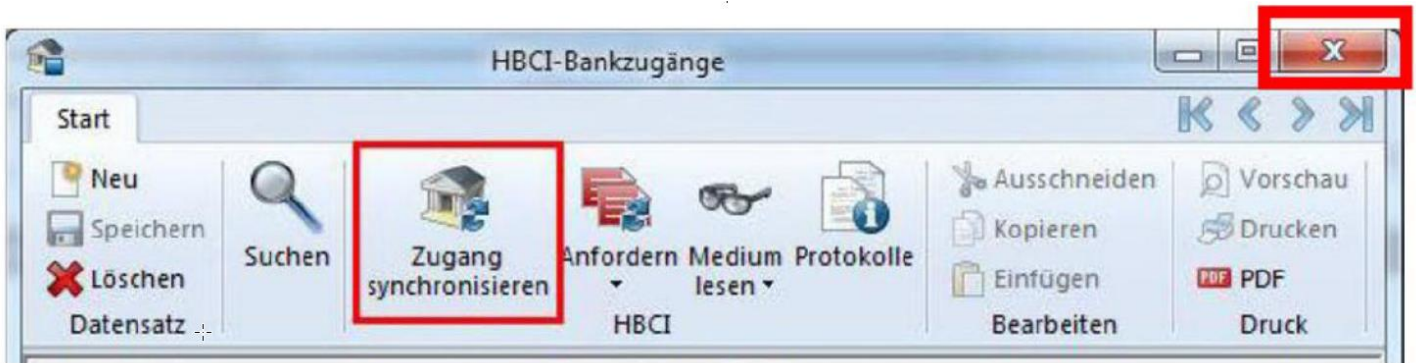 HBCI-Bankzugänge
Start
Neu
Speichern
Löschen
Datensatz
Suchen
Zugang
synchronisieren
Anfordern
Medium
lesen
Protokolle
HBCI
Ausschneiden
Kopieren
Einfügen
Bearbeiten
Vorschau
Drucken
PDF PDF
Druck